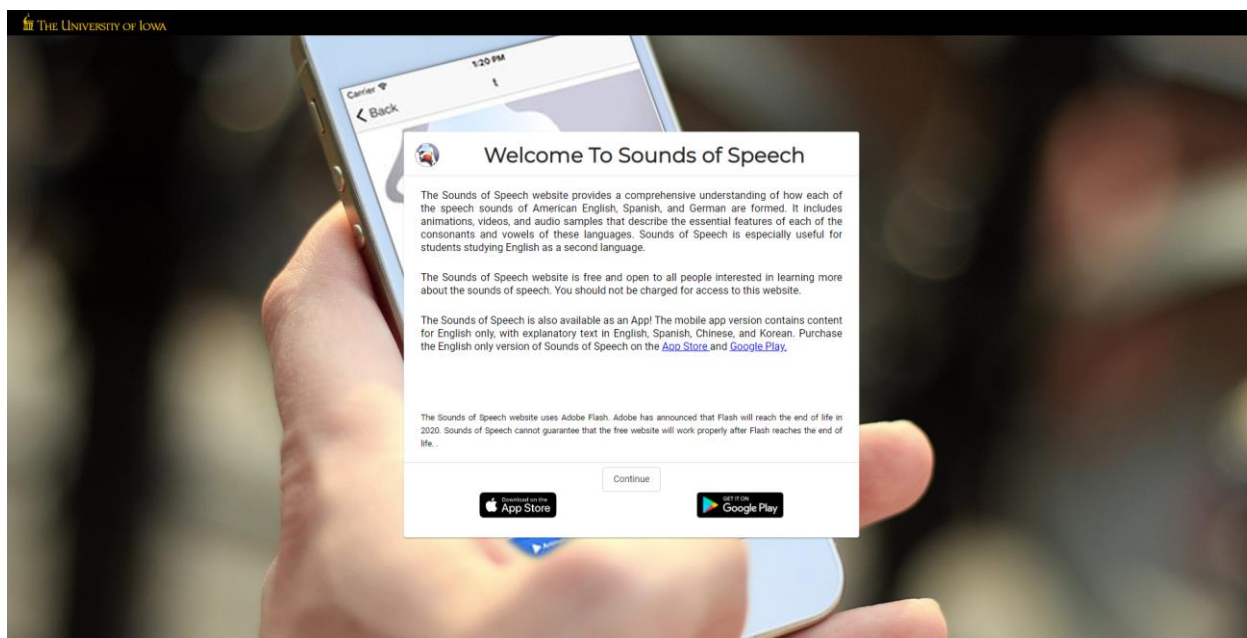 THE UNIVERSITY OF IOWA
1:20 PM
Carrier
t
Back
Welcome To Sounds of Speech
The Sounds of Speech website provides a comprehensive understanding of how each of
the speech sounds of American English, Spanish, and German are formed. It includes
animations, videos, and audio samples that describe the essential features of each of the
consonants and vowels of these languages. Sounds of Speech is especially useful for
students studying English as a second language.
The Sounds of Speech website is free and open to all people interested in learning more
about the sounds of speech. You should not be charged for access to this website.
The Sounds of Speech is also available as an App! The mobile app version contains content
for English only, with explanatory text in English, Spanish, Chinese, and Korean. Purchase
the English only version of Sounds of Speech on the App Store and Google Play.
The Sounds of Speech website uses Adobe Flash. Adobe has announced that Flash will reach the end of life in
2020. Sounds of Speech cannot guarantee that the free website will work properly after Flash reaches the end of
life. .
Continue
Download on the
App Store
GET IT ON
Google Play